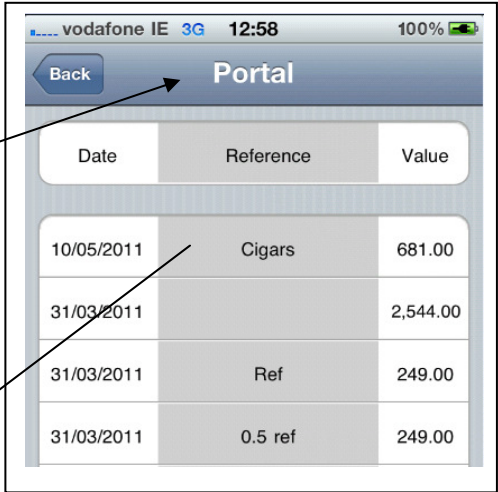 vodafone IE 3G 12:58 100%
Back Portal
Date Reference Value
10/05/2011 Cigars 681.00
31/03/2011 2,544.00
31/03/2011 Ref 249.00
31/03/2011 0.5 ref 249.00